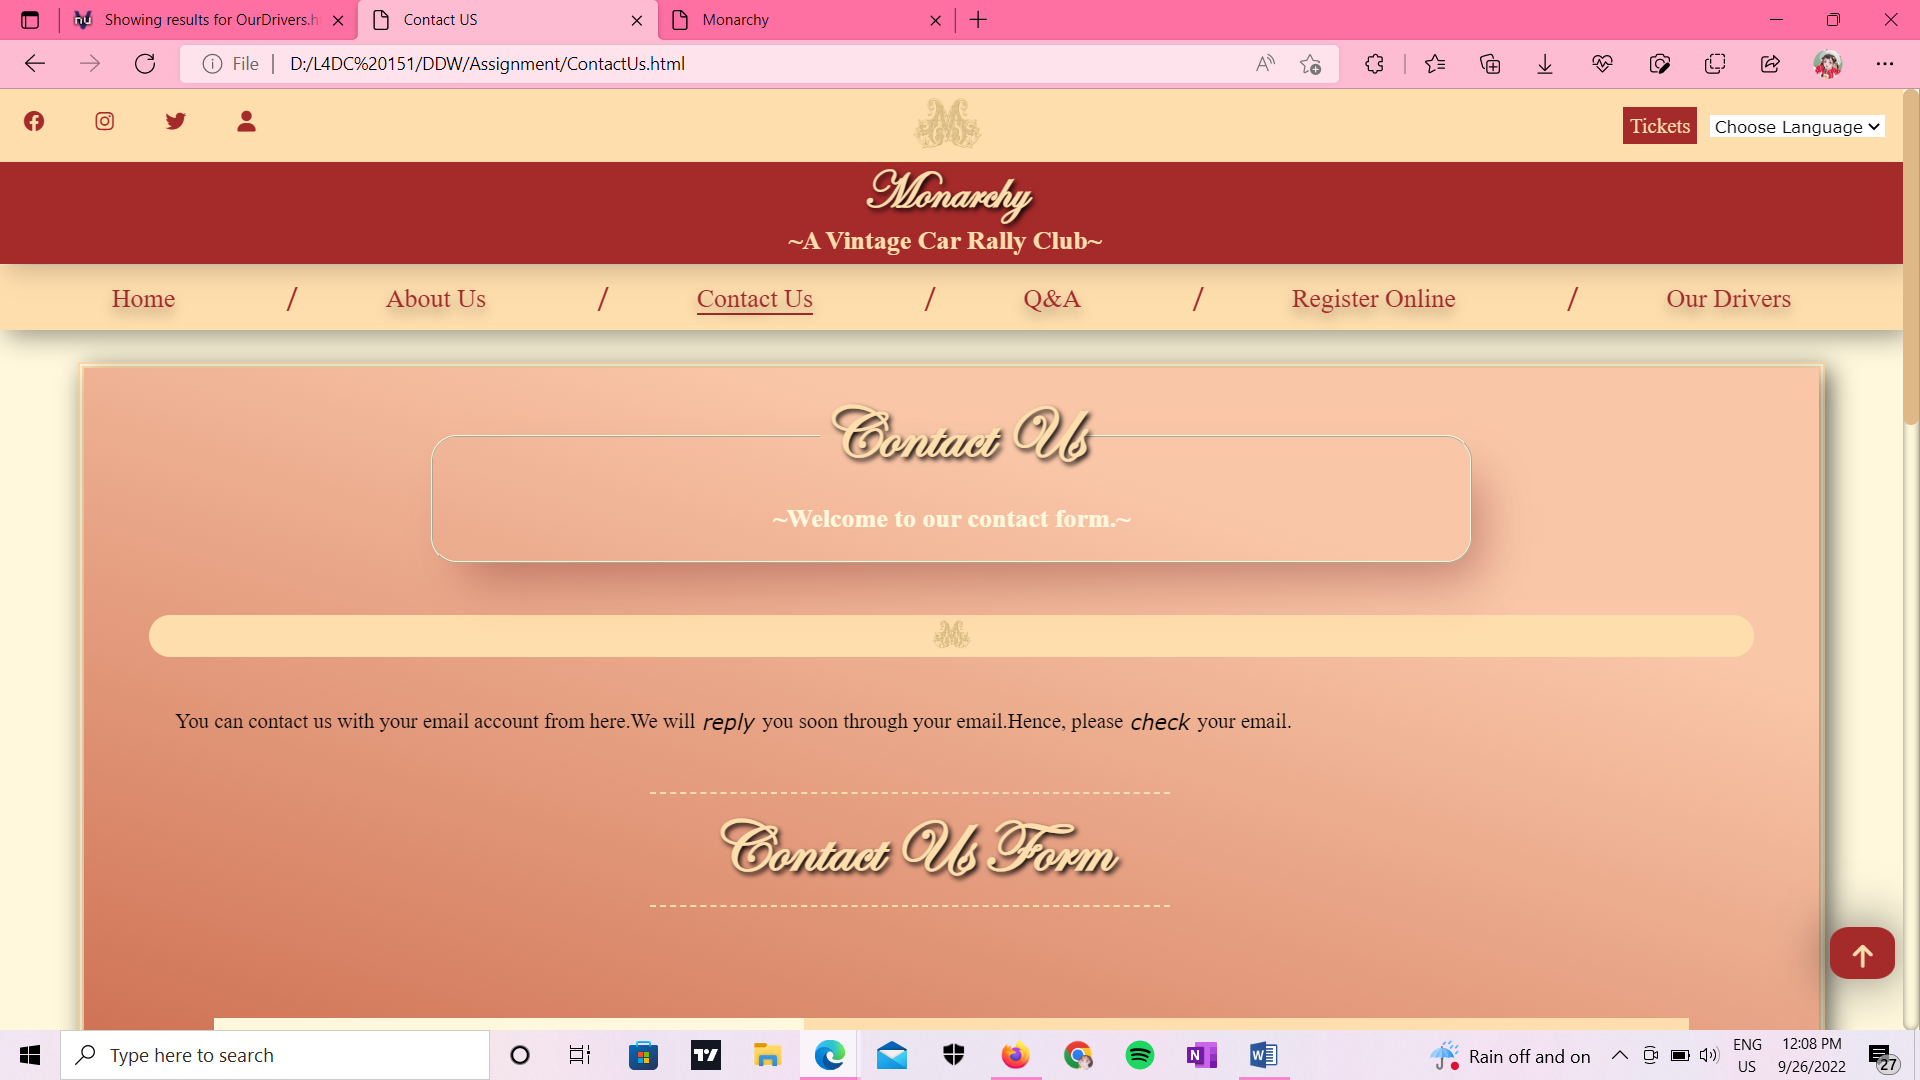 Showing results for OurDrivers.h
Contact US
Monarchy
File
D:/L4DC%20151/DDW/Assignment/ContactUs.html
Tickets
Choose Language
Monarchy
~A Vintage Car Rally Club~
Home / About Us / Contact Us / Q&A / Register Online / Our Drivers
Contact Us
~Welcome to our contact form.~
You can contact us with your email account from here.We will reply you soon through your email.Hence, please check your email.
Contact Us Form
Type here to search
Rain off and on
ENG
US
12:08 PM
9/26/2022
27